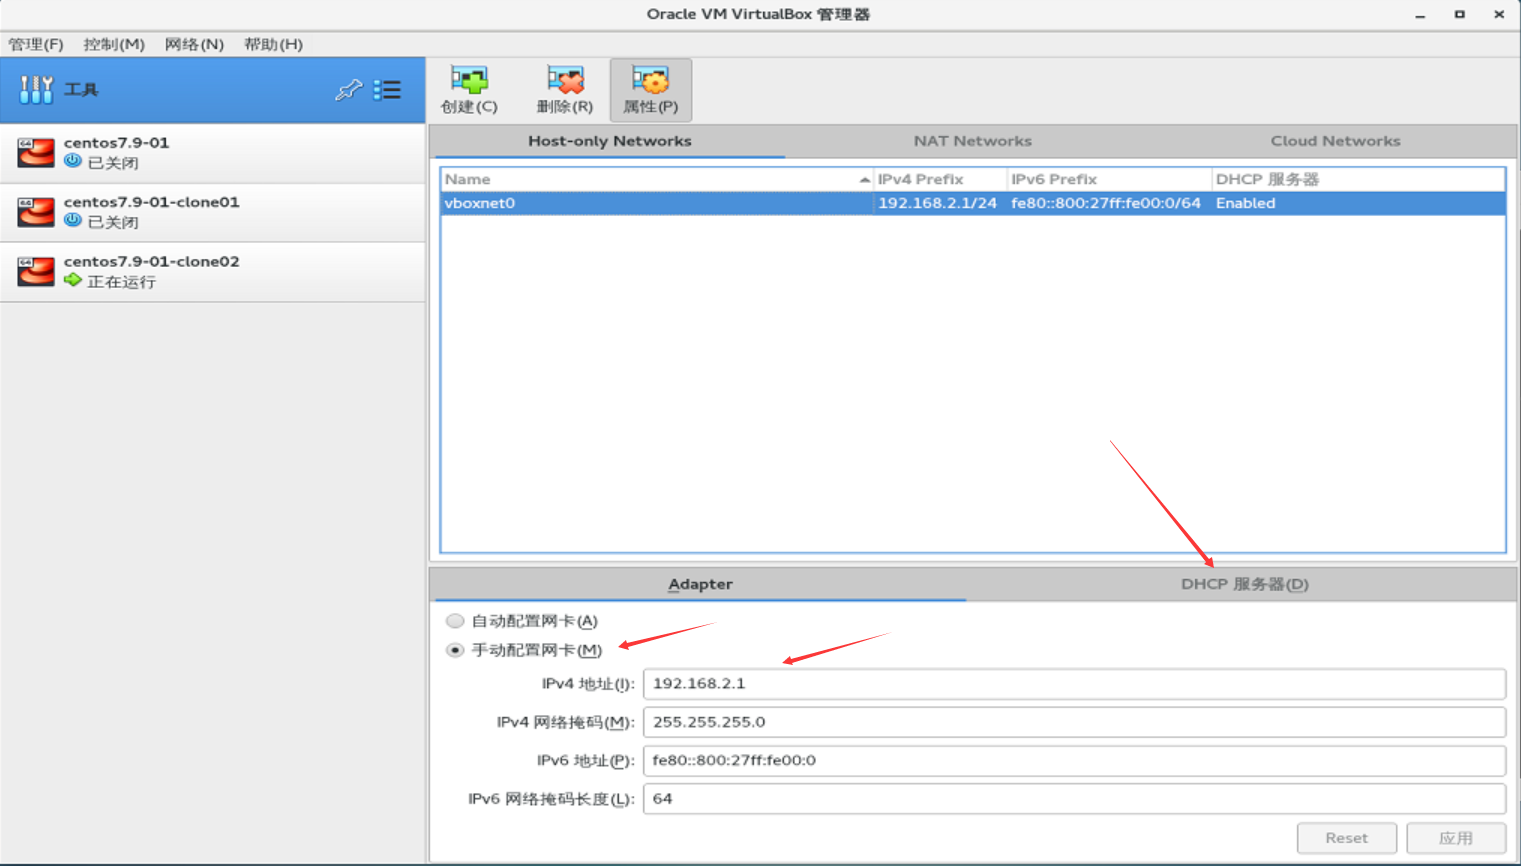 Oracle VM VirtualBox 管理器
管理(F) 控制(M) 网络(N) 帮助(H)
工具
centos7.9-01
已关闭
centos7.9-01-clone01
已关闭
centos7.9-01-clone02
正在运行
创建(C) 删除(R) 属性(P)
Host-only Networks NAT Networks Cloud Networks
Name IPv4 Prefix IPv6 Prefix DHCP 服务器
vboxnet0 192.168.2.1/24 fe80::800:27ff:fe00:0/64 Enabled
Adapter DHCP 服务器(D)
自动配置网卡(A)
手动配置网卡(M)
IPv4 地址(I): 192.168.2.1
IPv4 网络掩码(M): 255.255.255.0
IPv6 地址(P): fe80::800:27ff:fe00:0
IPv6 网络掩码长度(L): 64
Reset 应用